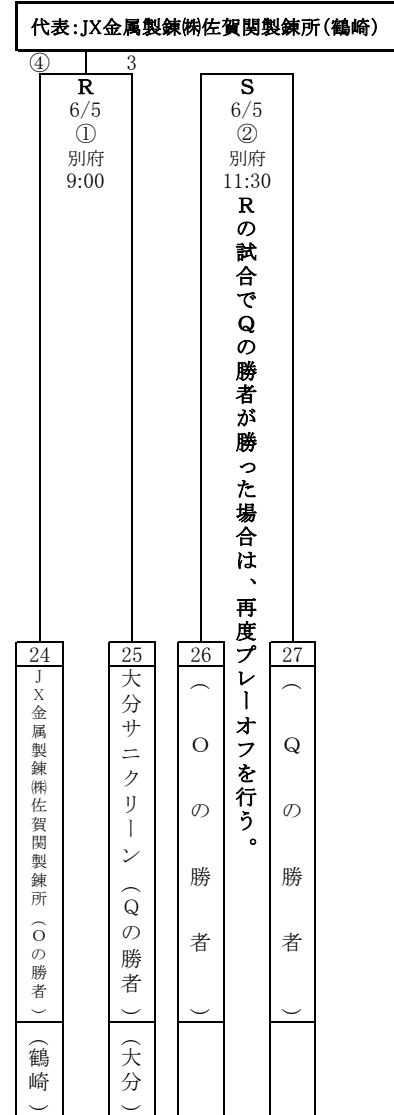 代表:JX金属製錬㈱佐賀関製錬所(鶴崎)
④ 3
R
6/5
①
別府
9:00
S
6/5
②
別府
11:30
Rの試合でQの勝者が勝った場合は、再度プレーオフを行う。
24
JX金属製錬㈱佐賀関製錬所(Oの勝者)
(鶴崎)
25
大分サニクリーン(Qの勝者)
(大分)
26
(Oの勝者)
27
(Qの勝者)